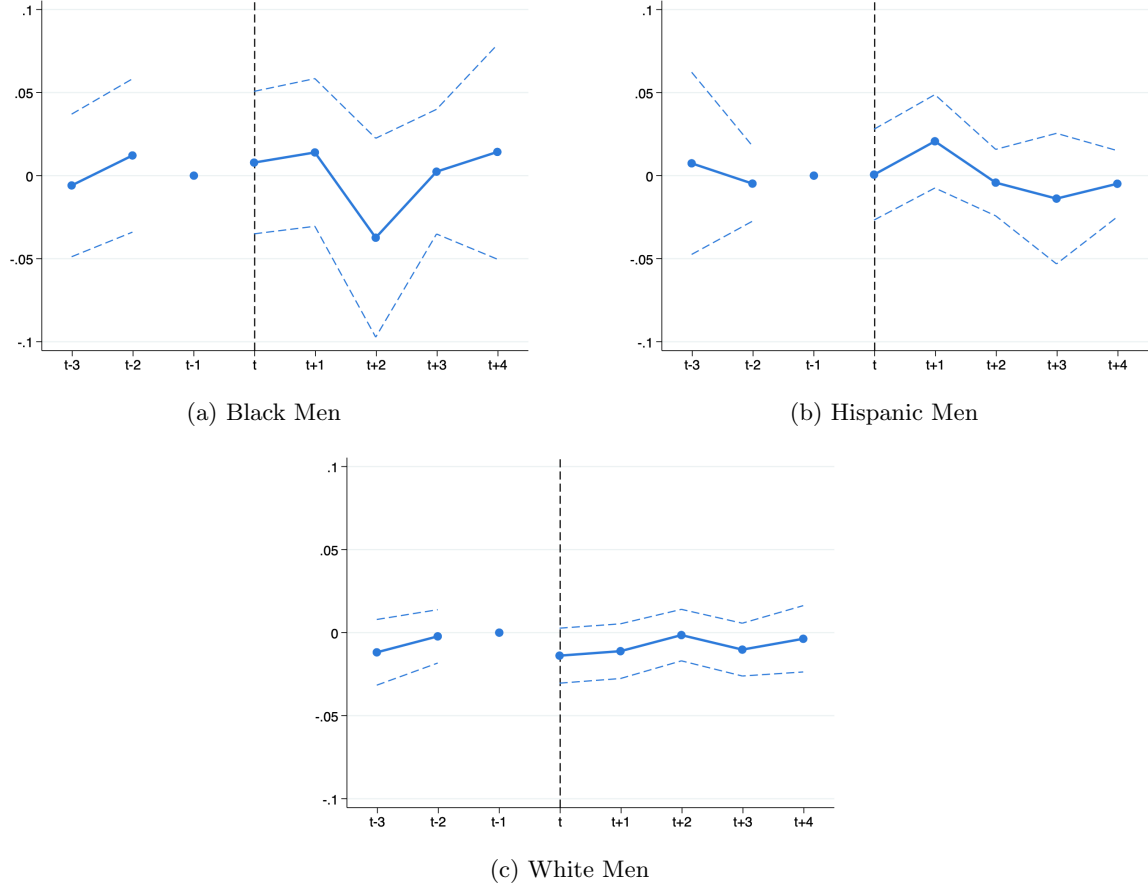 .1
.05
0
-.05
-.1
t-3 t-2 t-1 t t+1 t+2 t+3 t+4
(a) Black Men
.1
.05
0
-.05
-.1
t-3 t-2 t-1 t t+1 t+2 t+3 t+4
(b) Hispanic Men
.1
.05
0
-.05
-.1
t-3 t-2 t-1 t t+1 t+2 t+3 t+4
(c) White Men